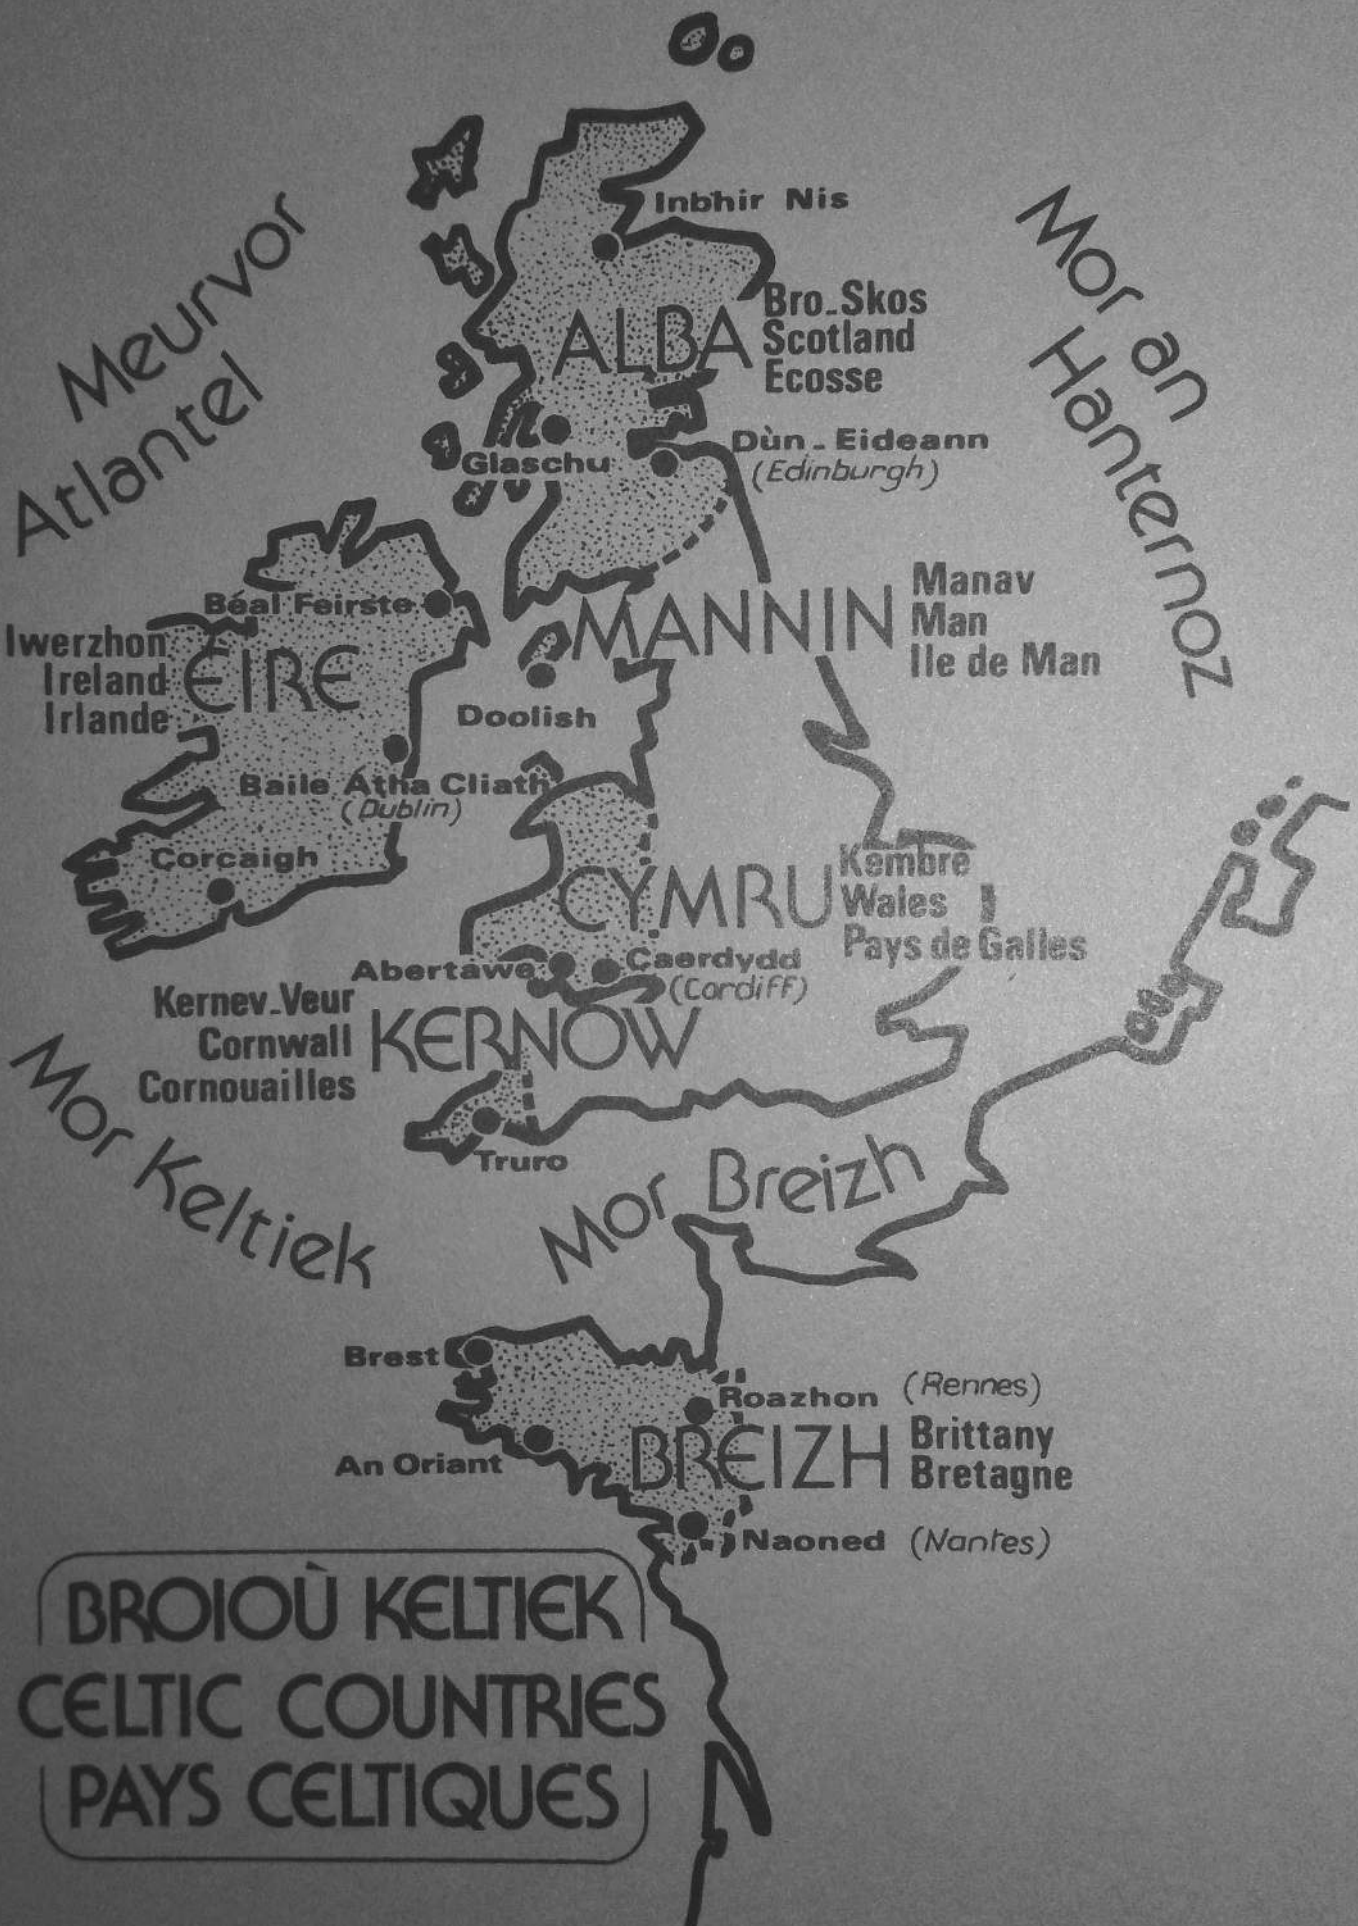 Inbhir Nis
Meurvor
Atlantel
Mor an
Hanternoz
ALBA
Bro-Skos
Scotland
Ecosse
Glaschu
Dùn-Eideann
(Edinburgh)
Béal Feirste
MANNIN
Manav
Man
Ile de Man
Iwerzhon
Ireland
Irlande
ÉIRE
Doolish
Baile Átha Cliath
(Dublin)
Corcaigh
CYMRU
Kembre
Wales
Pays de Galles
Abertawe
Caerdydd
(Cardiff)
Kernev-Veur
Cornwall
Cornouailles
KERNOW
Mor Keltiek
Truro
Mor Breizh
Brest
Roazhon (Rennes)
An Oriant
BREIZH
Brittany
Bretagne
Naoned (Nantes)
BROIOÙ KELTIEK
CELTIC COUNTRIES
PAYS CELTIQUES